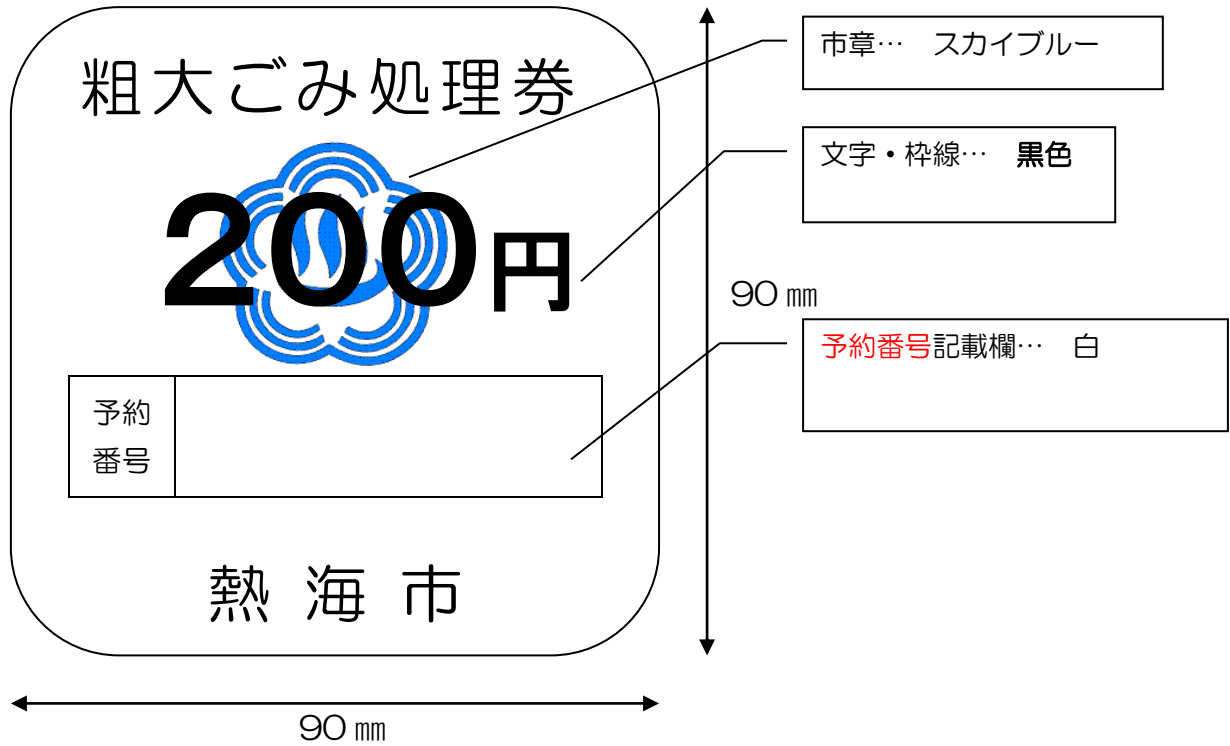 粗大ごみ処理券
200円
予約
番号
熱 海 市
90 ㎜
90 ㎜
市章… スカイブルー
文字・枠線… 黒色
予約番号記載欄… 白